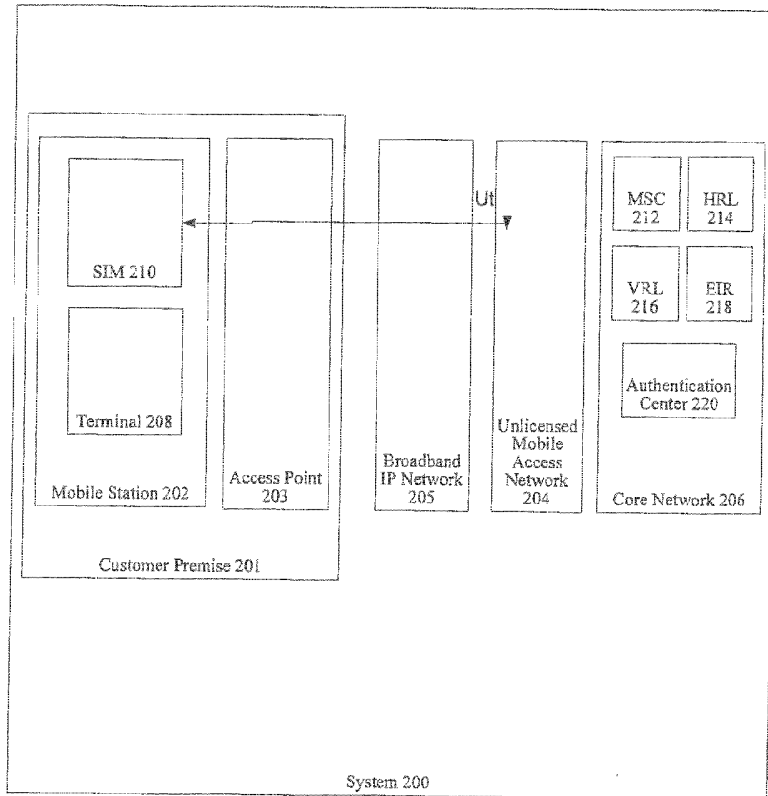 Ut
MSC
212
HRL
214
SIM 210
VRL
216
EIR
218
Terminal 208
Authentication
Center 220
Mobile Station 202
Access Point
203
Broadband
IP Network
205
Unlicensed
Mobile
Access
Network
204
Core Network 206
Customer Premise 201
System 200